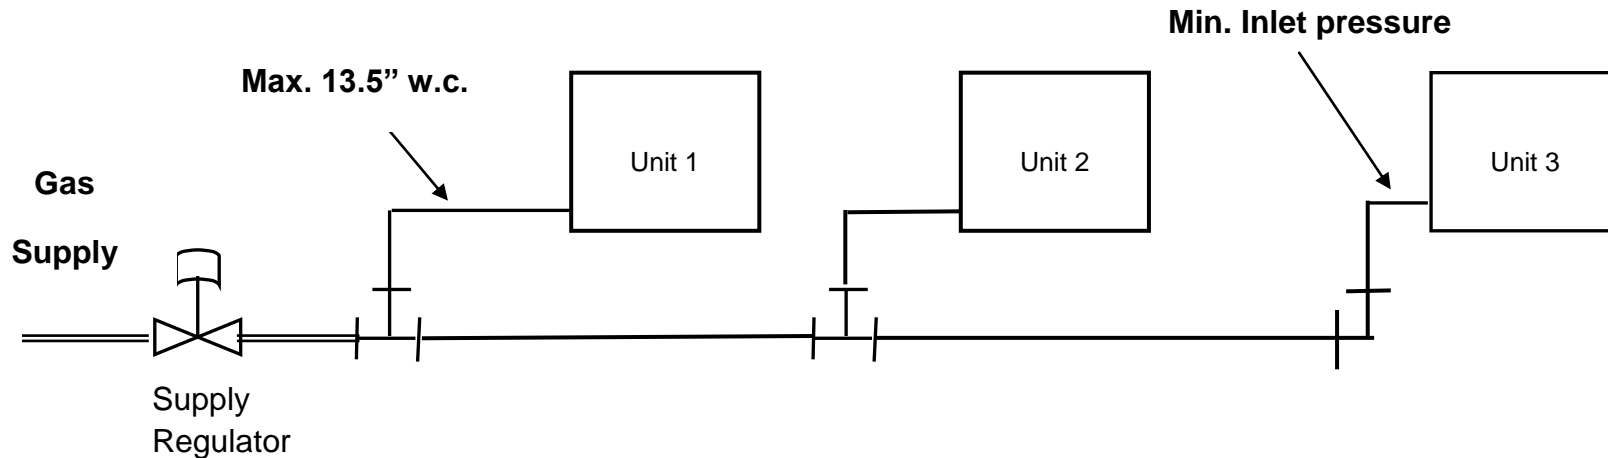 Min. Inlet pressure
Max. 13.5” w.c.
Unit 1
Unit 2
Unit 3
Gas
Supply
Supply
Regulator